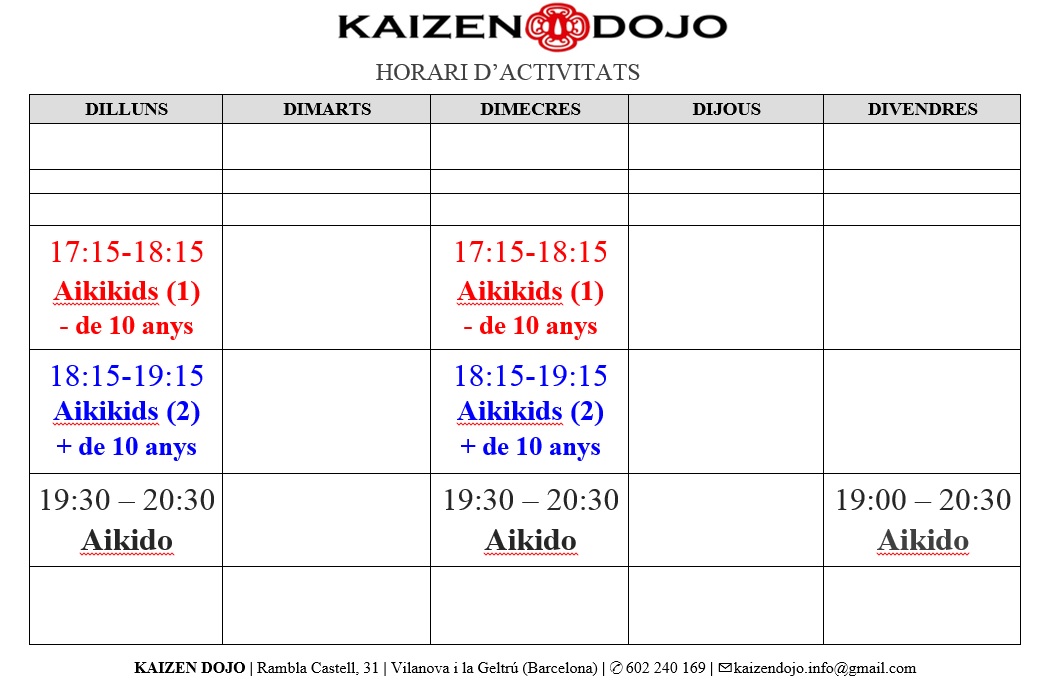 KAIZEN DOJO
HORARI D’ACTIVITATS
DILLUNS DIMARTS DIMECRES DIJOUS DIVENDRES
17:15-18:15 17:15-18:15
Aikikids (1) Aikikids (1)
- de 10 anys - de 10 anys
18:15-19:15 18:15-19:15
Aikikids (2) Aikikids (2)
+ de 10 anys + de 10 anys
19:30 – 20:30 19:30 – 20:30 19:00 – 20:30
Aikido Aikido Aikido
KAIZEN DOJO | Rambla Castell, 31 | Vilanova i la Geltrú (Barcelona) | ✆ 602 240 169 | ✉kaizendojo.info@gmail.com